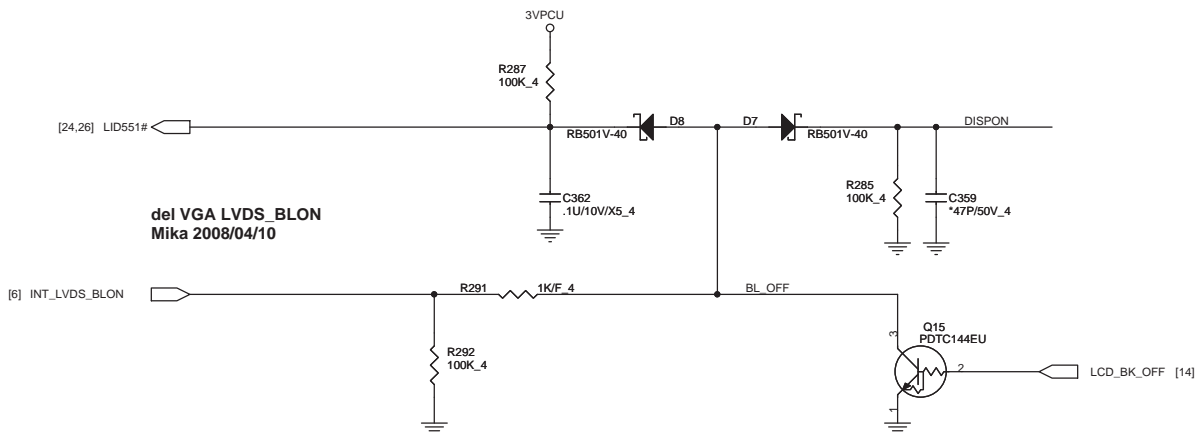 3VPCU
R287
100K_4
[24,26] LID551#
D8
D7
DISPON
RB501V-40
RB501V-40
C362
.1U/10V/X5_4
R285
100K_4
C359
*47P/50V_4
del VGA LVDS_BLON
Mika 2008/04/10
[6] INT_LVDS_BLON
R291
1K/F_4
BL_OFF
R292
100K_4
3
Q15
PDTC144EU
2
LCD_BK_OFF [14]
1